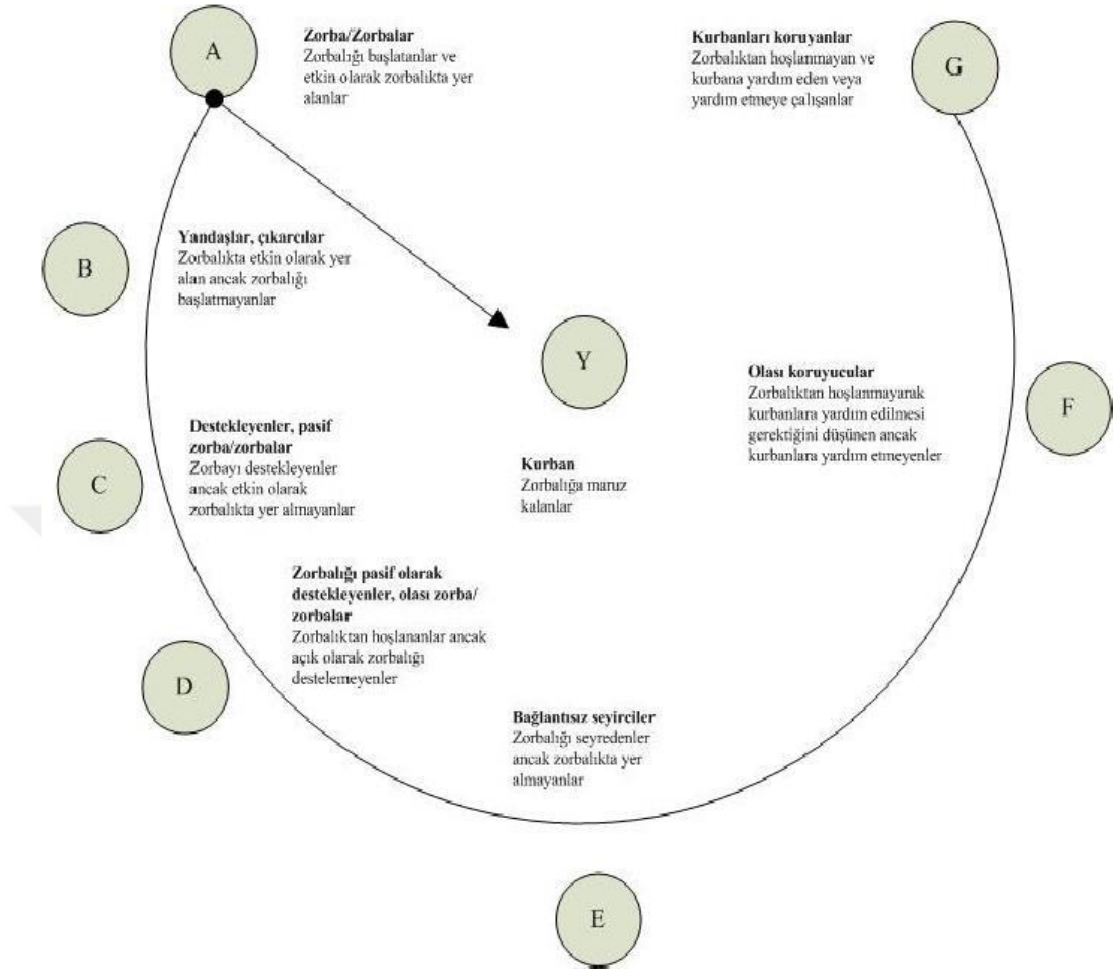 A
Zorba/Zorbalar
Zorbalığı başlatanlar ve
etkin olarak zorbalıkta yer
alanlar
Kurbanları koruyanlar
Zorbalıktan hoşlanmayan ve
kurbana yardım eden veya
yardım etmeye çalışanlar
G
B
Yandaşlar, çıkarcılar
Zorbalıkta etkin olarak yer
alan ancak zorbalığı
başlatmayanlar
Y
Kurban
Zorbalığa maruz
kalanlar
Olası koruyucular
Zorbalıktan hoşlanmayarak
kurbanlara yardım edilmesi
gerektiğini düşünen ancak
kurbanlara yardım etmeyenler
F
C
Destekleyenler, pasif
zorba/zorbalar
Zorbayı destekleyenler
ancak etkin olarak
zorbalıkta yer almayanlar
D
Zorbalığı pasif olarak
destekleyenler, olası zorba/
zorbalar
Zorbalıktan hoşlananlar ancak
açık olarak zorbalığı
destelemeyenler
Bağlantısız seyirciler
Zorbalığı seyredenler
ancak zorbalıkta yer
almayanlar
E